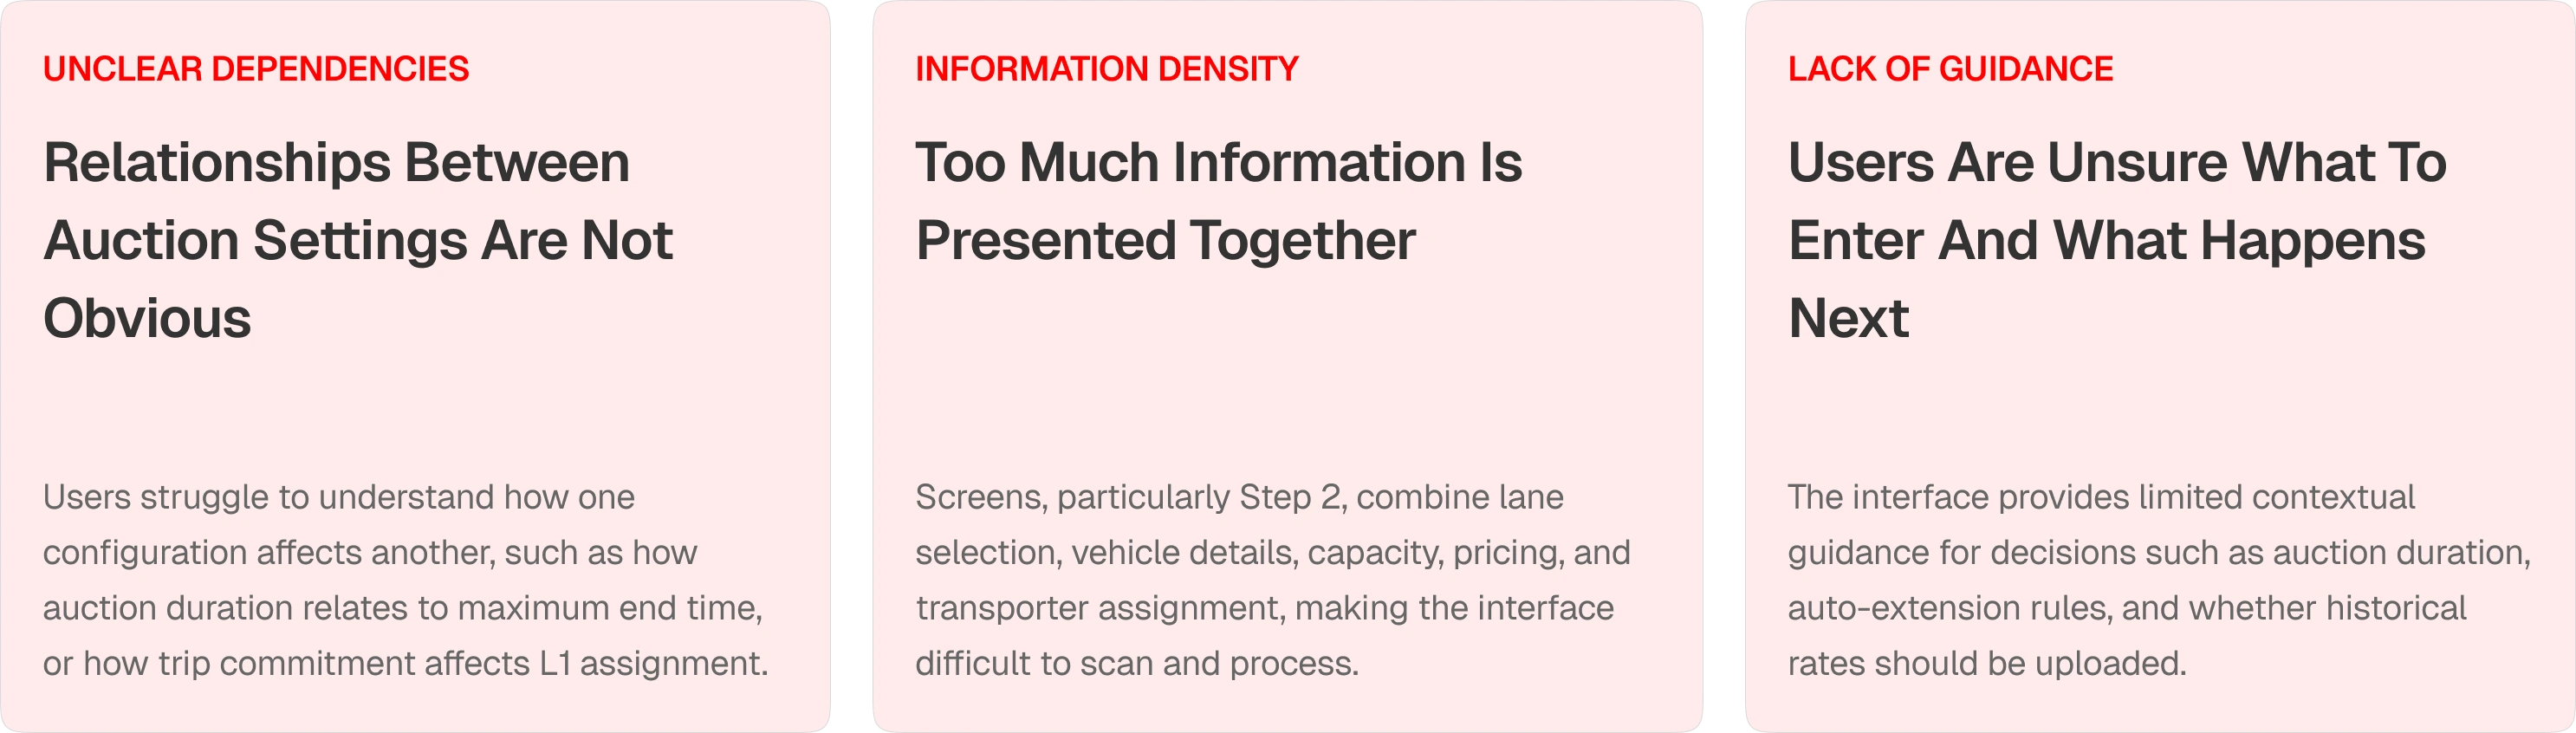 UNCLEAR DEPENDENCIES
Relationships Between
Auction Settings Are Not
Obvious
Users struggle to understand how one
configuration affects another, such as how
auction duration relates to maximum end time,
or how trip commitment affects L1 assignment.
INFORMATION DENSITY
Too Much Information Is
Presented Together
Screens, particularly Step 2, combine lane
selection, vehicle details, capacity, pricing, and
transporter assignment, making the interface
difficult to scan and process.
LACK OF GUIDANCE
Users Are Unsure What To
Enter And What Happens
Next
The interface provides limited contextual
guidance for decisions such as auction duration,
auto-extension rules, and whether historical
rates should be uploaded.